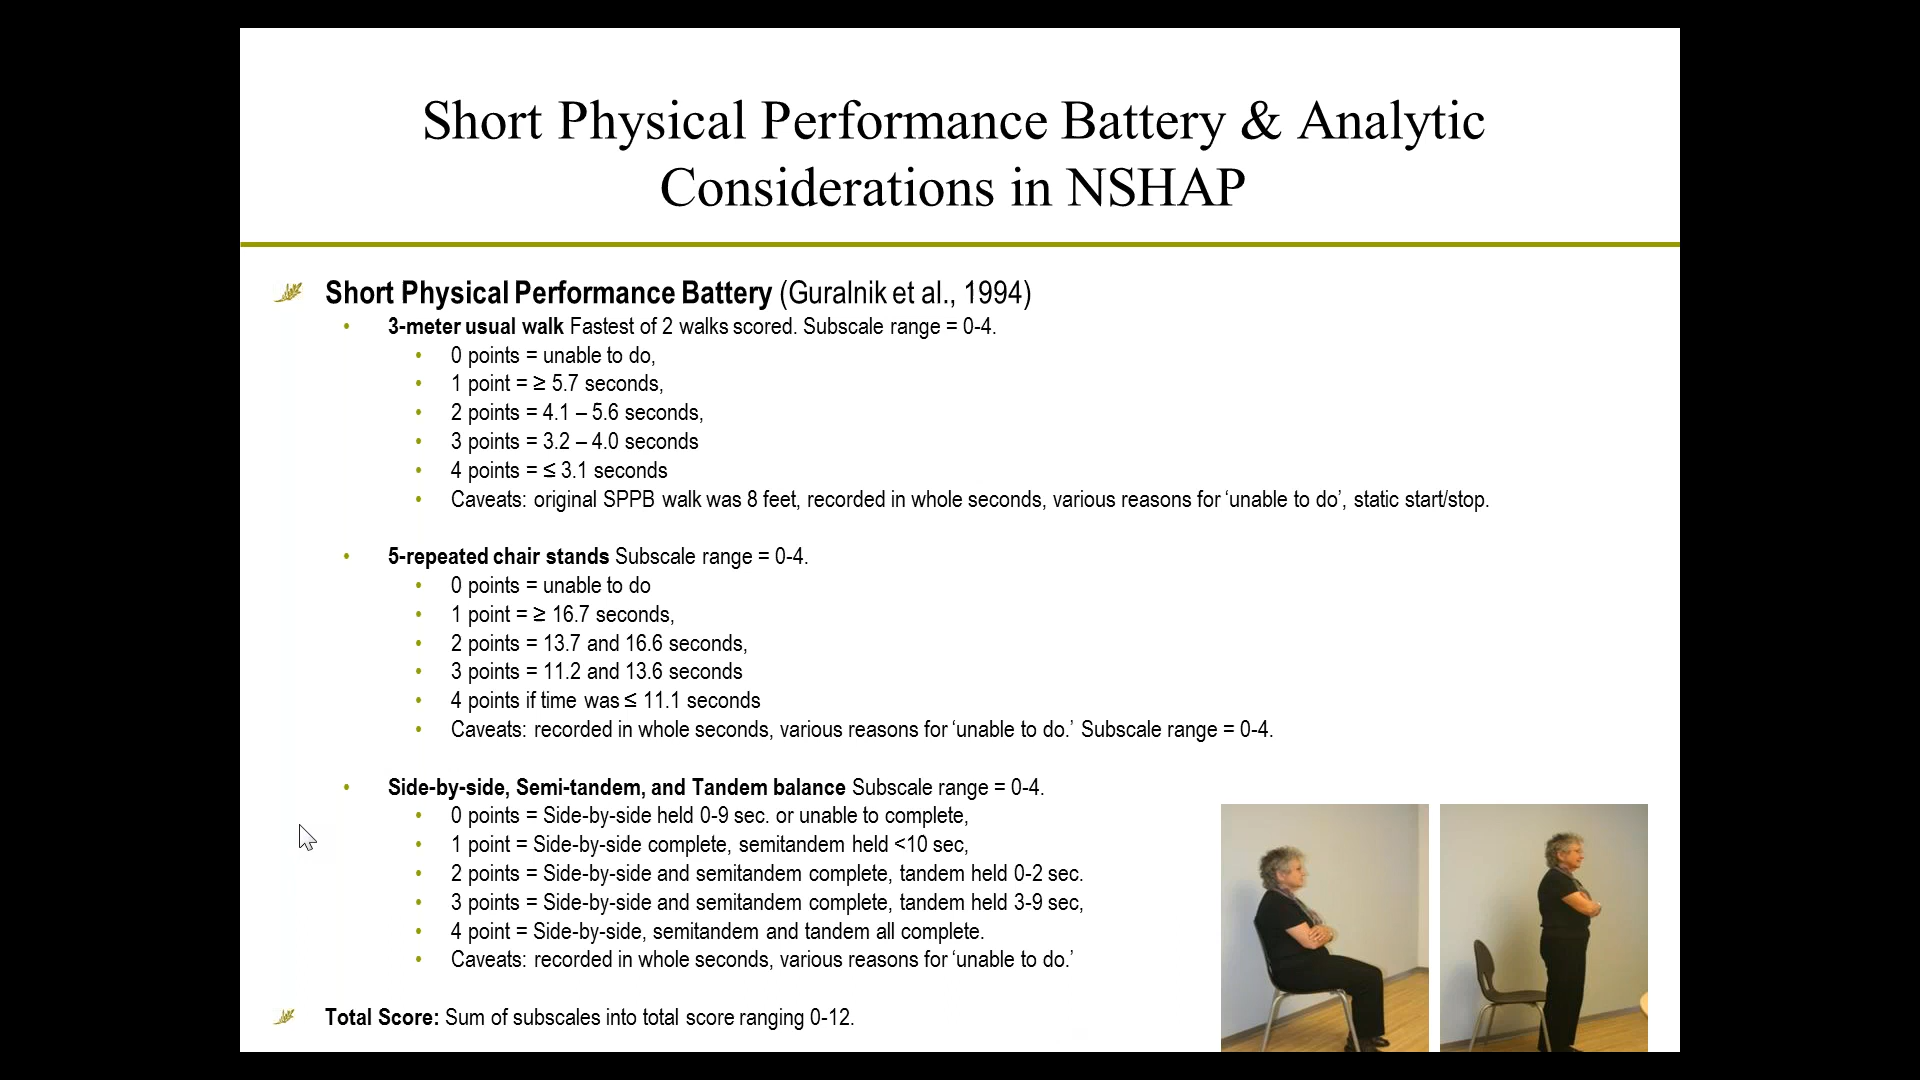 Short Physical Performance Battery & Analytic
Considerations in NSHAP
Short Physical Performance Battery (Guralnik et al., 1994)
• 3-meter usual walk Fastest of 2 walks scored. Subscale range = 0-4.
• 0 points = unable to do,
• 1 point = ≥ 5.7 seconds,
• 2 points = 4.1 – 5.6 seconds,
• 3 points = 3.2 – 4.0 seconds
• 4 points = ≤ 3.1 seconds
• Caveats: original SPPB walk was 8 feet, recorded in whole seconds, various reasons for ‘unable to do’, static start/stop.
• 5-repeated chair stands Subscale range = 0-4.
• 0 points = unable to do
• 1 point = ≥ 16.7 seconds,
• 2 points = 13.7 and 16.6 seconds,
• 3 points = 11.2 and 13.6 seconds
• 4 points if time was ≤ 11.1 seconds
• Caveats: recorded in whole seconds, various reasons for ‘unable to do.’ Subscale range = 0-4.
• Side-by-side, Semi-tandem, and Tandem balance Subscale range = 0-4.
• 0 points = Side-by-side held 0-9 sec. or unable to complete,
• 1 point = Side-by-side complete, semitandem held <10 sec,
• 2 points = Side-by-side and semitandem complete, tandem held 0-2 sec.
• 3 points = Side-by-side and semitandem complete, tandem held 3-9 sec,
• 4 point = Side-by-side, semitandem and tandem all complete.
• Caveats: recorded in whole seconds, various reasons for ‘unable to do.’
Total Score: Sum of subscales into total score ranging 0-12.